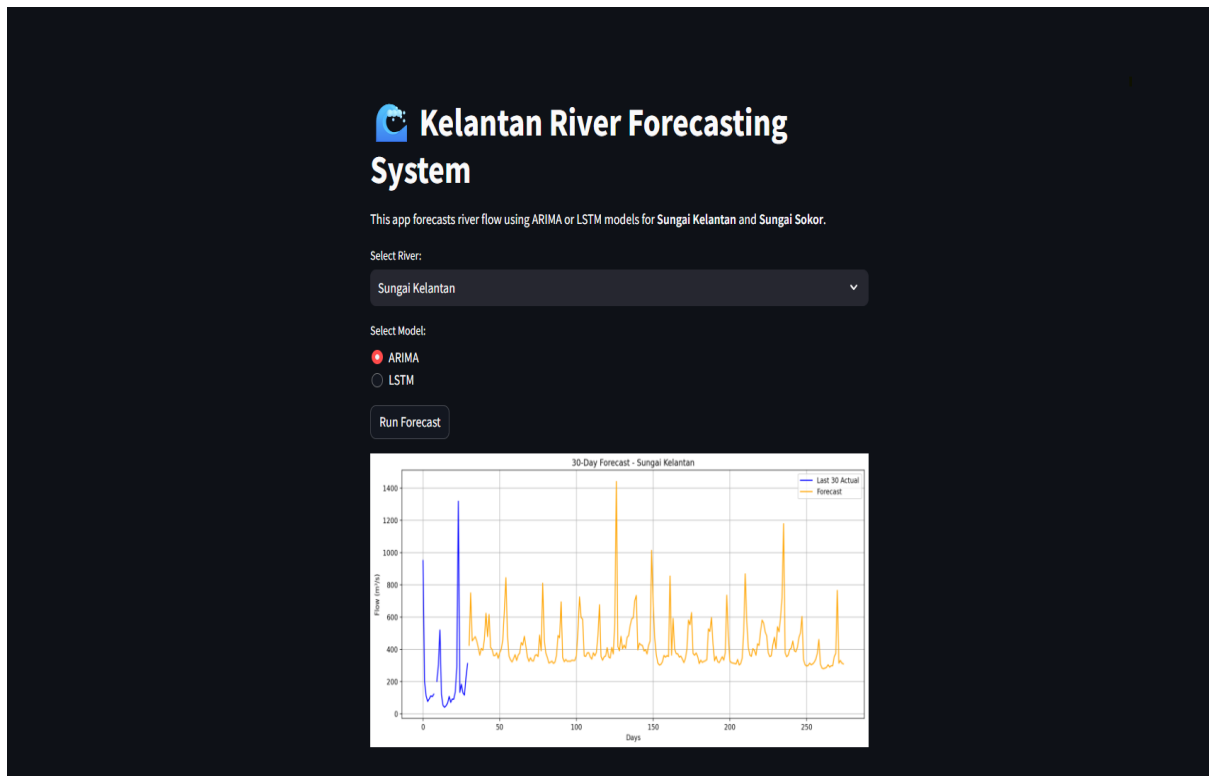 Kelantan River Forecasting
System
This app forecasts river flow using ARIMA or LSTM models for Sungai Kelantan and Sungai Sokor.
Select River:
Sungai Kelantan
Select Model:
ARIMA
LSTM
Run Forecast
30-Day Forecast - Sungai Kelantan
Last 30 Actual
Forecast
Flow (m³/s)
1400
1200
1000
800
600
400
200
0
0 50 100 150 200 250
Days